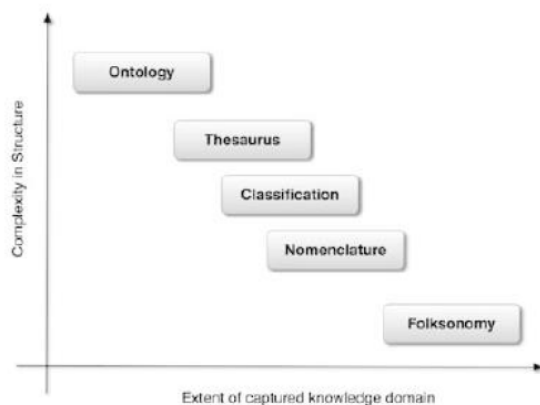 Complexity in Structure
Ontology
Thesaurus
Classification
Nomenclature
Folksonomy
Extent of captured knowledge domain